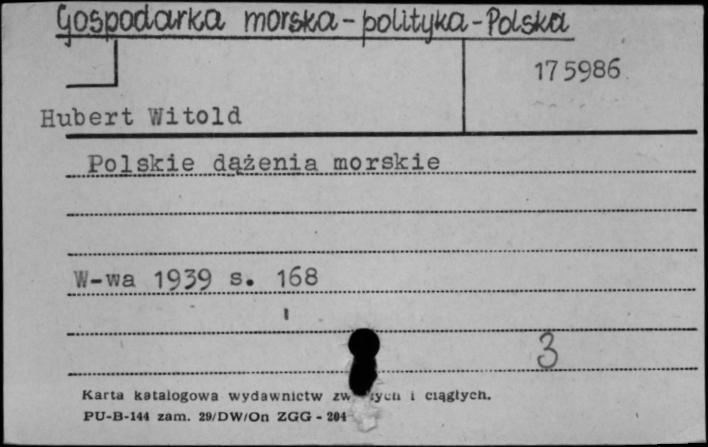 Gospodarka morska - polityka - Polska
175986
Hubert Witold
Polskie dążenia morskie
W-wa 1939 s. 168
3
Karta katalogowa wydawnictw i ciągłych.
PU-B-144 zam. 29/DW/On ZGG - 204